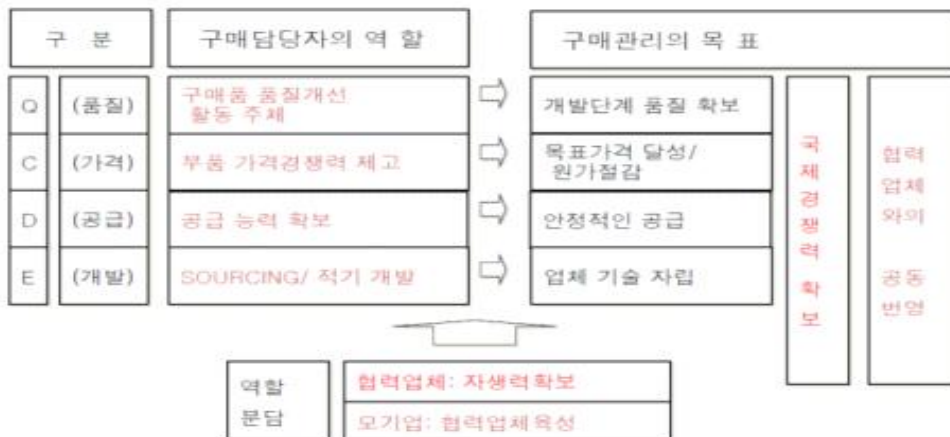 구 분
구매담당자의 역 할
구매관리의 목 표
Q
(품질)
구매품 품질개선
활동 주체
개발단계 품질 확보
C
(가격)
부품 가격경쟁력 제고
목표가격 달성/
원가절감
D
(공급)
공급 능력 확보
안정적인 공급
E
(개발)
SOURCING/ 적기 개발
업체 기술 자립
국
제
경
쟁
력
확
보
협력
업체
와의
공동
번영
역할
분담
협력업체: 자생력확보
모기업: 협력업체육성